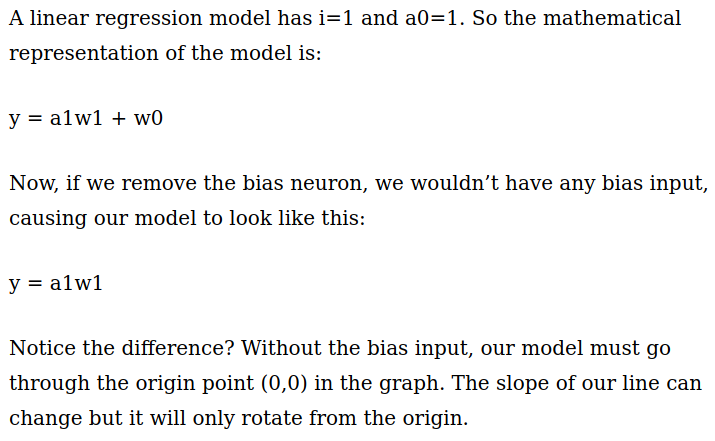 A linear regression model has i=1 and a0=1. So the mathematical
representation of the model is:
y = a1w1 + w0
Now, if we remove the bias neuron, we wouldn’t have any bias input,
causing our model to look like this:
y = a1w1
Notice the difference? Without the bias input, our model must go
through the origin point (0,0) in the graph. The slope of our line can
change but it will only rotate from the origin.